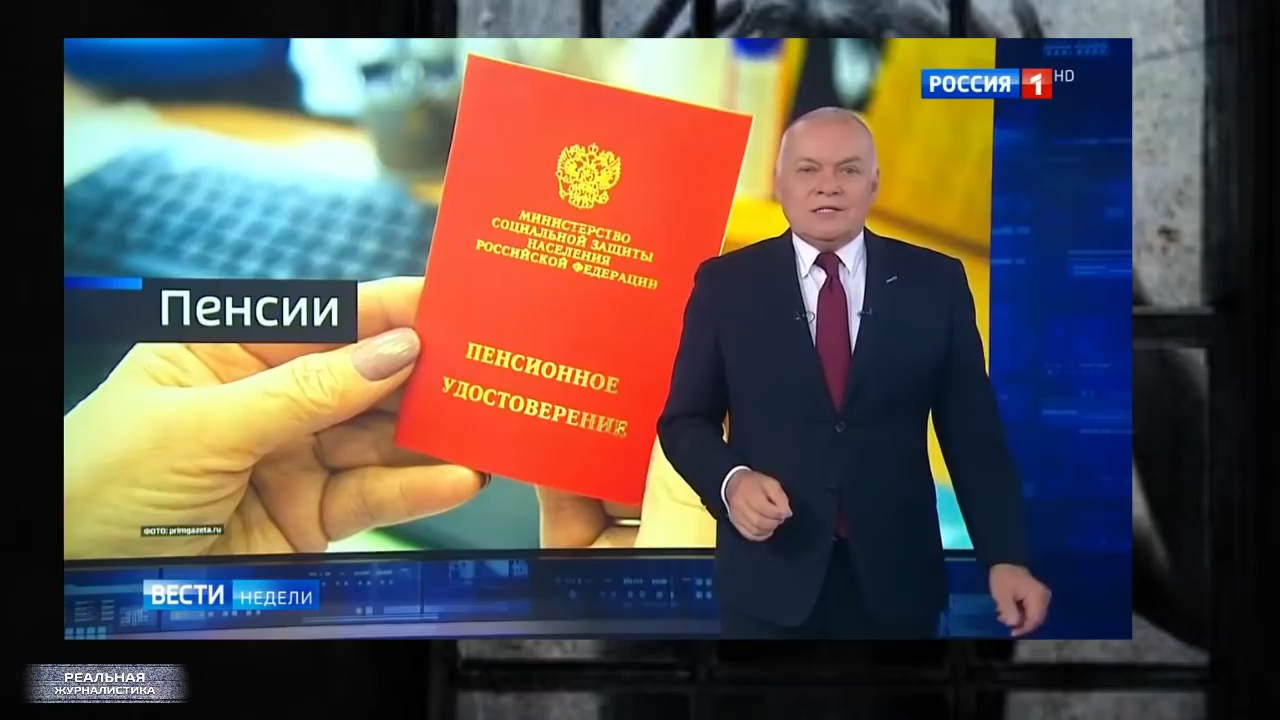 РОССИЯ 1 HD
МИНИСТЕРСТВО
СОЦИАЛЬНОЙ ЗАЩИТЫ
НАСЕЛЕНИЯ
РОССИЙСКОЙ ФЕДЕРАЦИИ
Пенсии
ПЕНСИОННОЕ
УДОСТОВЕРЕНИЕ
ФОТО: primgazeta.ru
ВЕСТИ НЕДЕЛИ
РЕАЛЬНАЯ
ЖУРНАЛИСТИКА